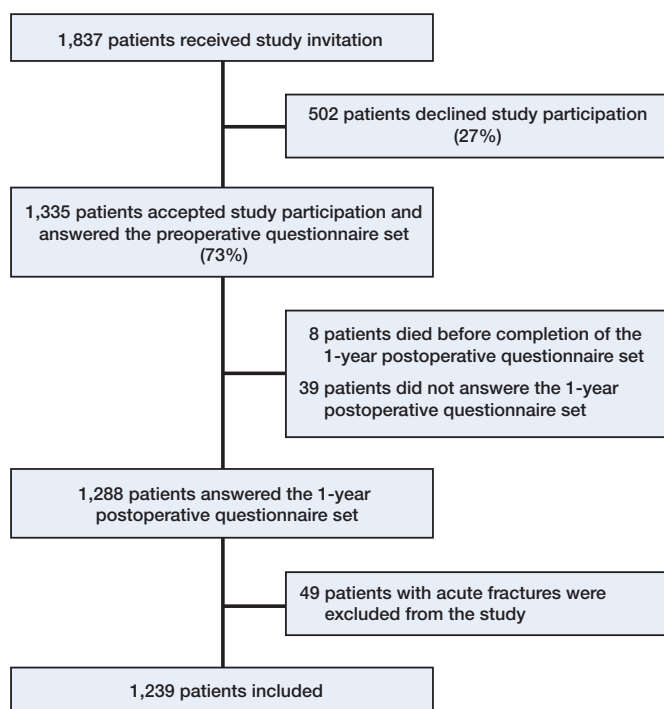 1,837 patients received study invitation
502 patients declined study participation
(27%)
1,335 patients accepted study participation and
answered the preoperative questionnaire set
(73%)
8 patients died before completion of the
1-year postoperative questionnaire set
39 patients did not answere the 1-year
postoperative questionnaire set
1,288 patients answered the 1-year
postoperative questionnaire set
49 patients with acute fractures were
excluded from the study
1,239 patients included